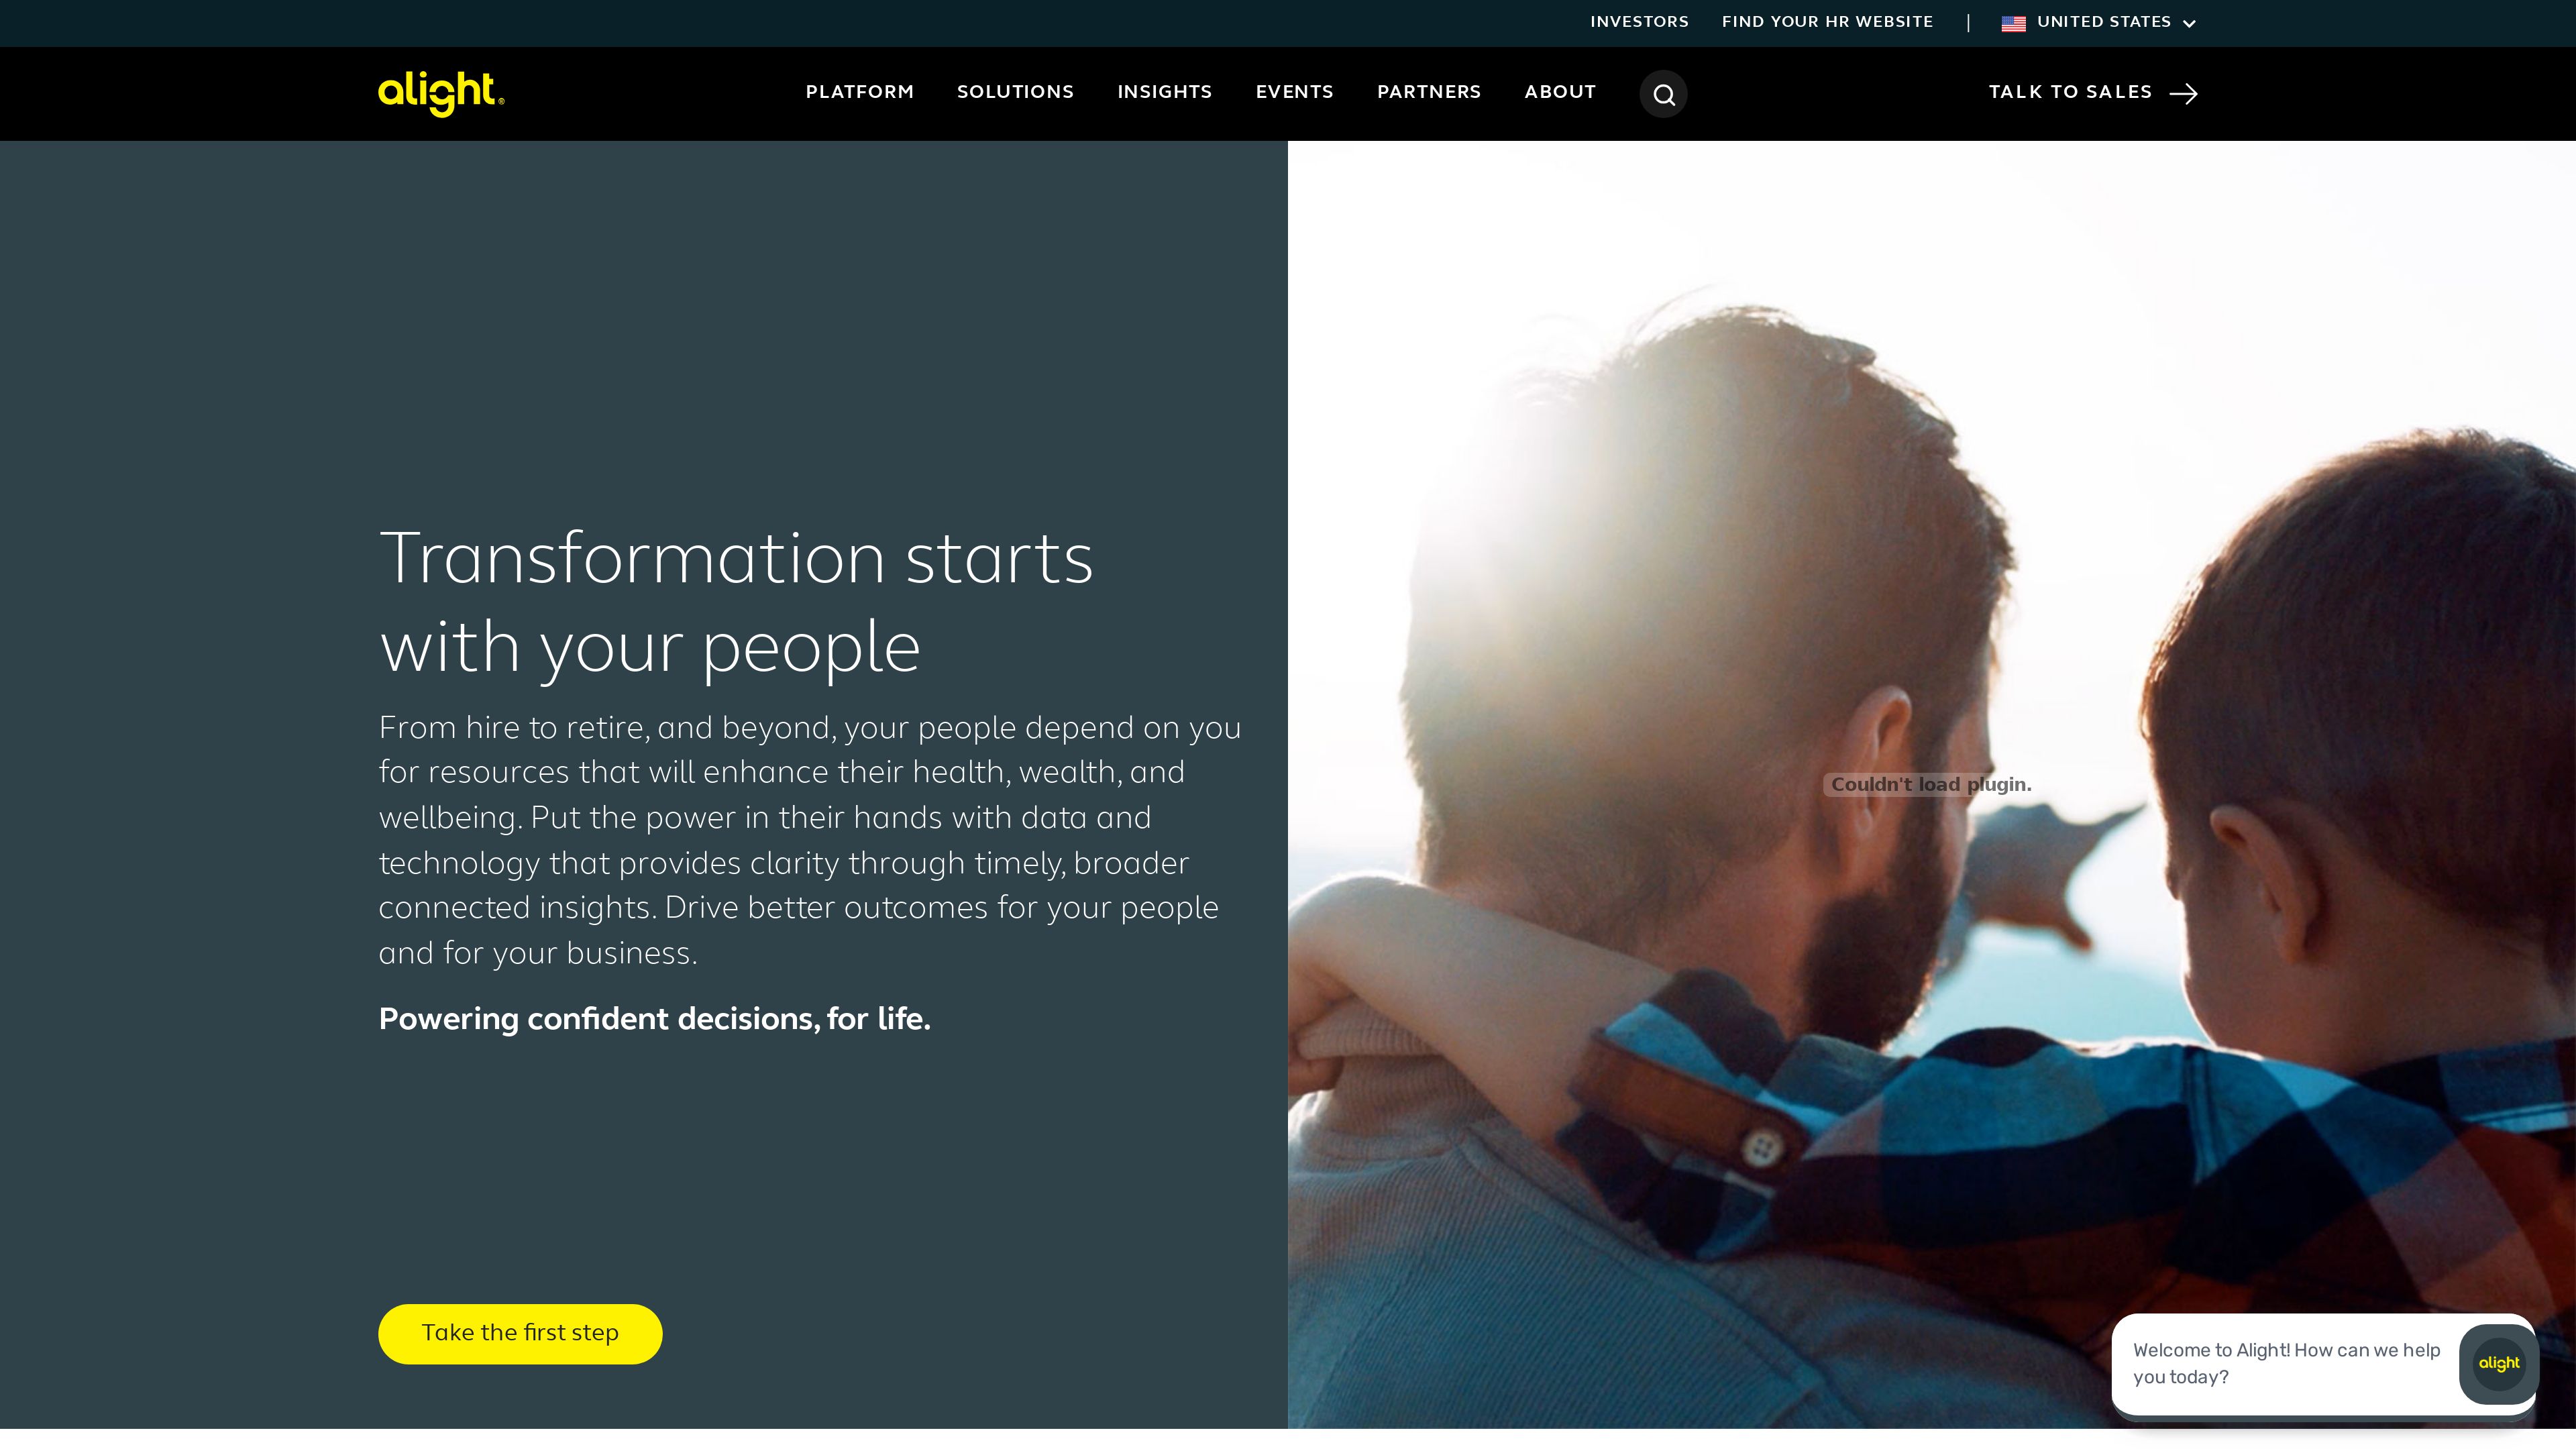 INVESTORS FIND YOUR HR WEBSITE | UNITED STATES
alight® PLATFORM SOLUTIONS INSIGHTS EVENTS PARTNERS ABOUT TALK TO SALES
Transformation starts
with your people
From hire to retire, and beyond, your people depend on you
for resources that will enhance their health, wealth, and
wellbeing. Put the power in their hands with data and
technology that provides clarity through timely, broader
connected insights. Drive better outcomes for your people
and for your business.
Powering confident decisions, for life.
Take the first step
Couldn't load plugin.
Welcome to Alight! How can we help
you today?
alight